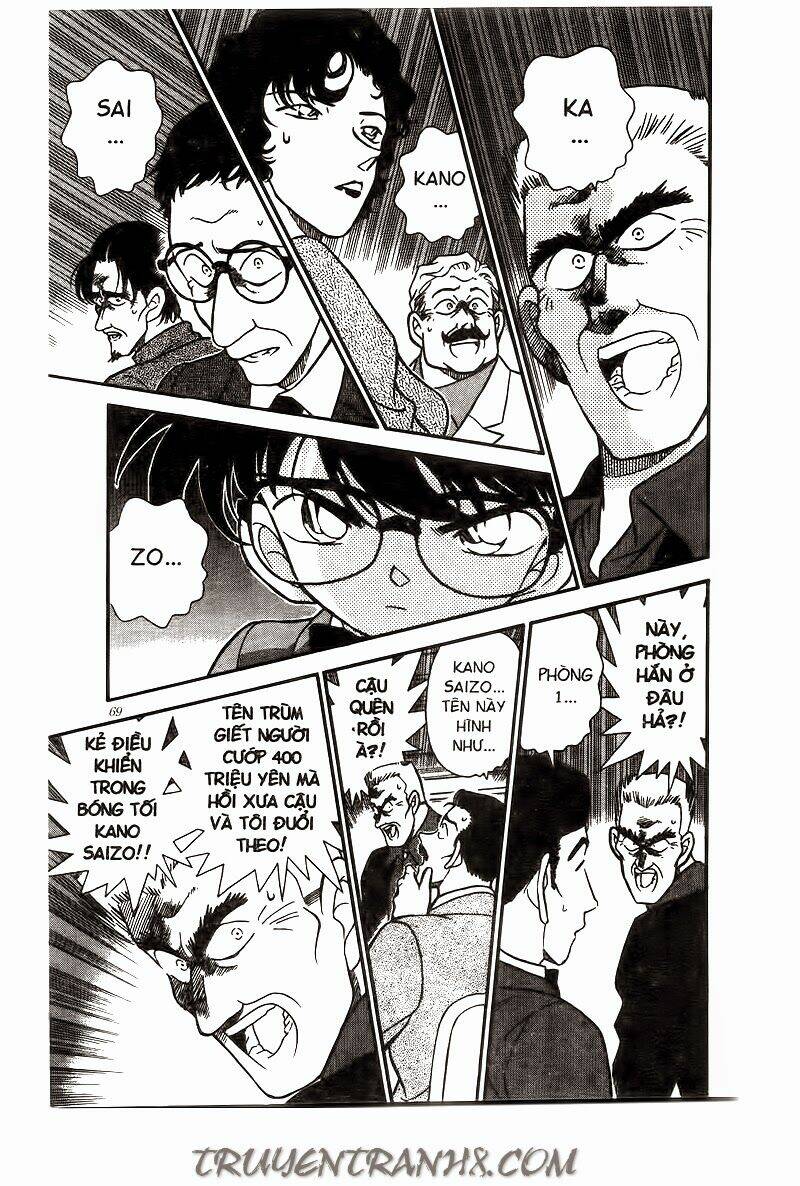 KA
...
KANO
...
SAI
...
ZO...
NÀY,
PHÒNG
HẮN Ở
ĐÂU
HẢ?!
PHÒNG
1...
KANO
SAIZO...
TÊN NÀY
HÌNH
NHƯ...
CẬU
QUÊN
RỒI
À?!
TÊN TRÙM
GIẾT NGƯỜI
CƯỚP 400
TRIỆU YÊN MÀ
HỒI XƯA CẬU
VÀ TÔI ĐUỔI
THEO!
KẺ ĐIỀU
KHIỂN
TRONG
BÓNG TỐI
KANO
SAIZO!!
69
TRUYENTRANH8.COM